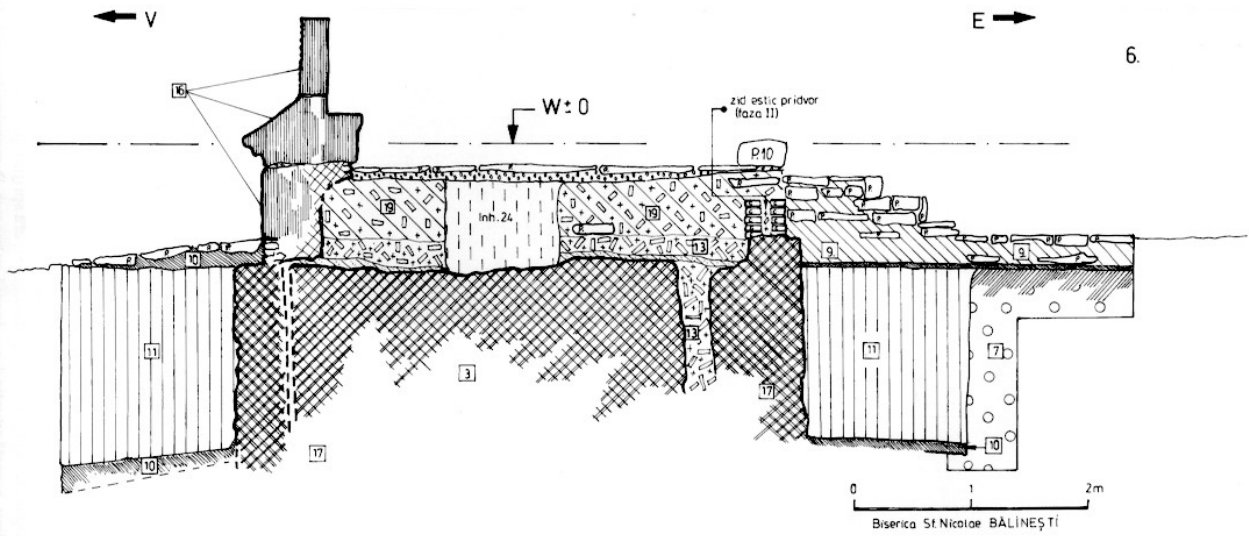 V
E
6.
16
W±0
zid estic pridvor
(faza II)
P.10
19
Inh. 24
19
P
P
P
P
P
P
P
P
10
13
9
9
P
P
P
P
11
13
11
7
3
17
17
10
10
0 1 2m
Biserica Sf. Nicolae BĂLINEȘTI